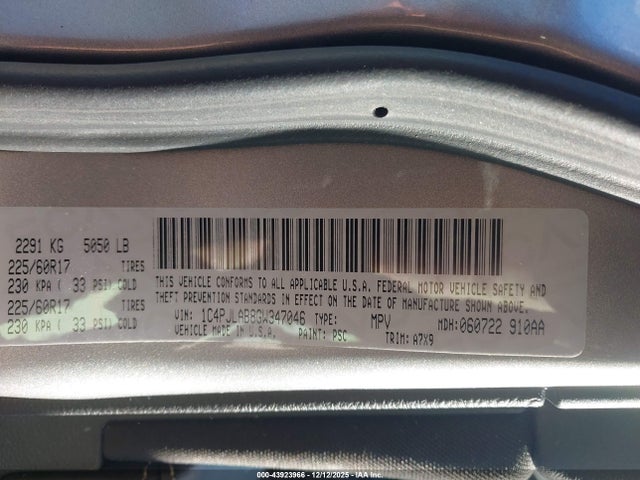 2291 KG 5050 LB
225/60R17 TIRES
230 KPA ( 33 PSI) COLD
225/60R17 TIRES
230 KPA ( 33 PSI) COLD
THIS VEHICLE CONFORMS TO ALL APPLICABLE U.S.A. FEDERAL MOTOR VEHICLE SAFETY AND
THEFT PREVENTION STANDARDS IN EFFECT ON THE DATE OF MANUFACTURE SHOWN ABOVE.
VIN: 1C4PJLAB8GW347046 TYPE: MPV MDH: 060722 910AA
VEHICLE MADE IN U.S.A. PAINT: PSC TRIM: A7X9
000-43923966 - 12/12/2025 - IAA Inc.